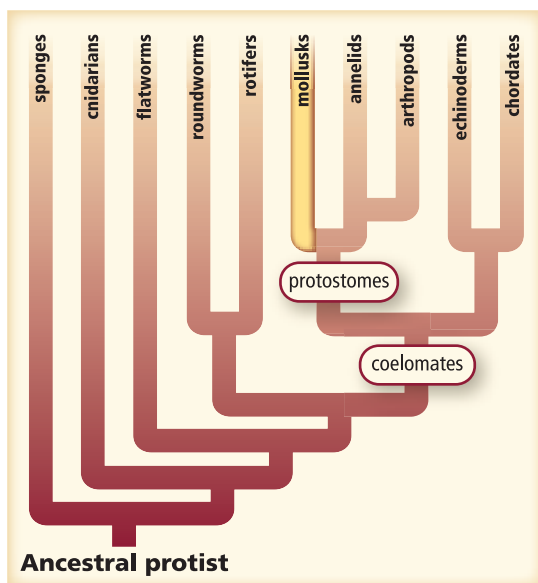 sponges
cnidarians
flatworms
roundworms
rotifers
mollusks
annelids
arthropods
echinoderms
chordates
protostomes
coelomates
Ancestral protist